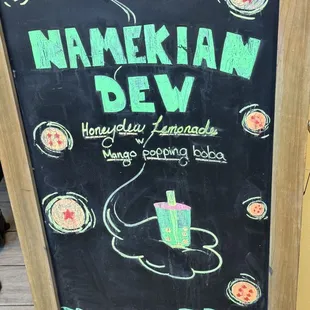 NAMEKIAN
DEW
Honeydew Lemonade
w
Mango popping boba